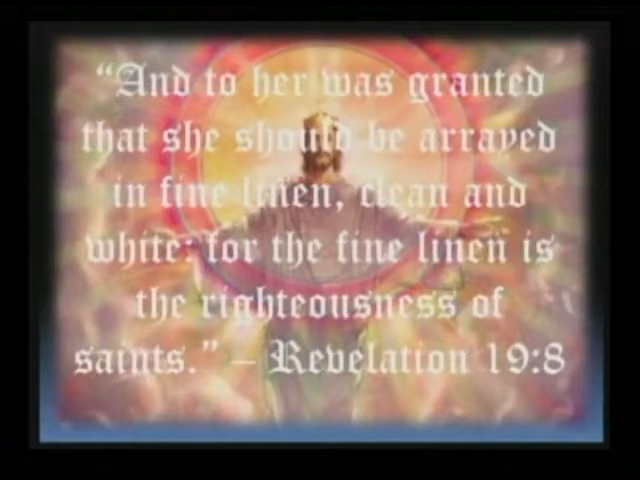 “And to her was granted
that she should be arrayed
in fine linen, clean and
white: for the fine linen is
the righteousness of
saints.” – Revelation 19:8